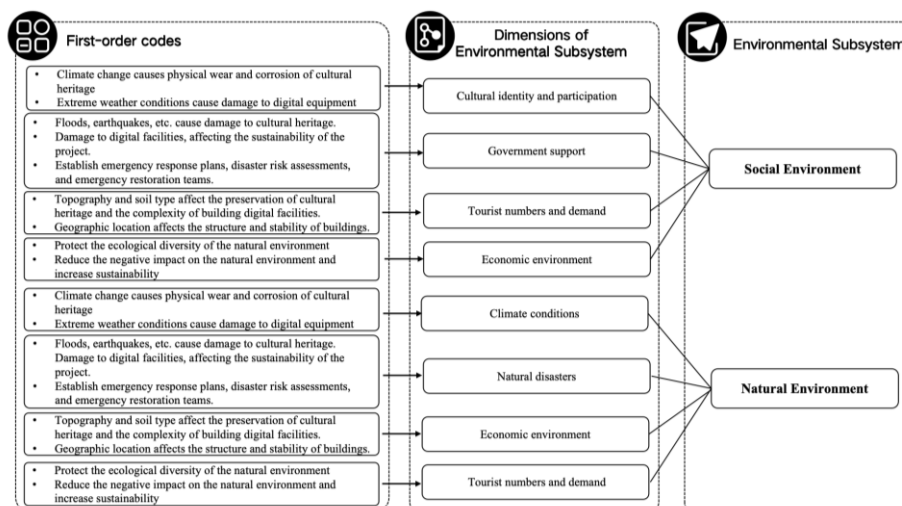 First-order codes
Dimensions of
Environmental Subsystem
Environmental Subsystem
• Climate change causes physical wear and corrosion of cultural
heritage
• Extreme weather conditions cause damage to digital equipment
Cultural identity and participation
• Floods, earthquakes, etc. cause damage to cultural heritage.
• Damage to digital facilities, affecting the sustainability of the
project.
• Establish emergency response plans, disaster risk assessments,
and emergency restoration teams.
Government support
Social Environment
• Topography and soil type affect the preservation of cultural
heritage and the complexity of building digital facilities.
• Geographic location affects the structure and stability of buildings.
Tourist numbers and demand
• Protect the ecological diversity of the natural environment
• Reduce the negative impact on the natural environment and
increase sustainability
Economic environment
• Climate change causes physical wear and corrosion of cultural
heritage
• Extreme weather conditions cause damage to digital equipment
Climate conditions
• Floods, earthquakes, etc. cause damage to cultural heritage.
Damage to digital facilities, affecting the sustainability of the
project.
• Establish emergency response plans, disaster risk assessments,
and emergency restoration teams.
Natural disasters
Natural Environment
• Topography and soil type affect the preservation of cultural
heritage and the complexity of building digital facilities.
• Geographic location affects the structure and stability of buildings.
Economic environment
• Protect the ecological diversity of the natural environment
• Reduce the negative impact on the natural environment and
increase sustainability
Tourist numbers and demand